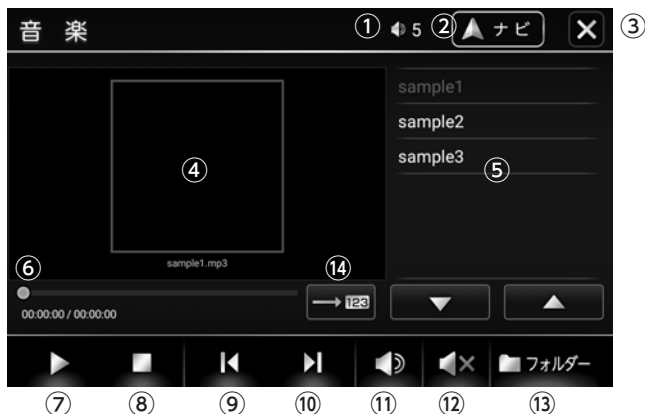 音 楽 ① 5 ② ナビ ③
sample1
sample2
④ sample3 ⑤
sample1.mp3
⑥ ⑭
123
00:00:00 / 00:00:00
フォルダー
⑦ ⑧ ⑨ ⑩ ⑪ ⑫ ⑬